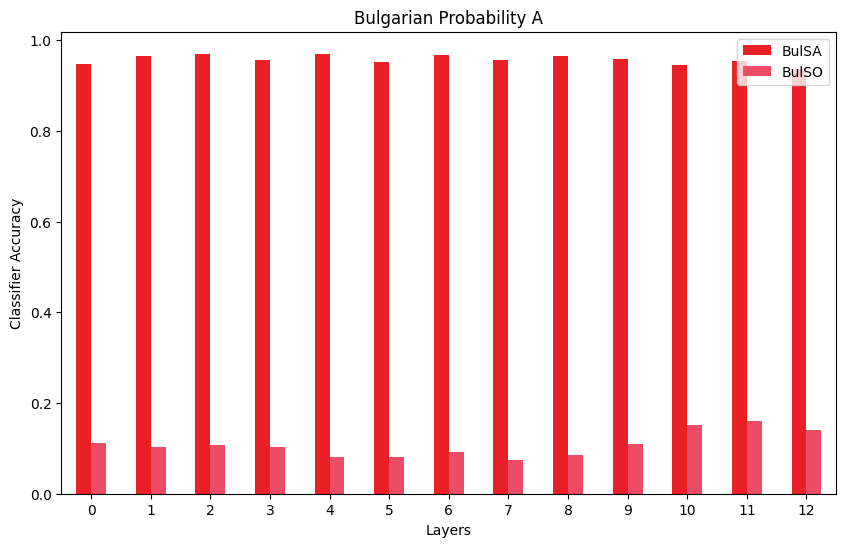 Bulgarian Probability A
BulSA
BulSO
1.0
0.8
0.6
0.4
0.2
0.0
Classifier Accuracy
0 1 2 3 4 5 6 7 8 9 10 11 12
Layers